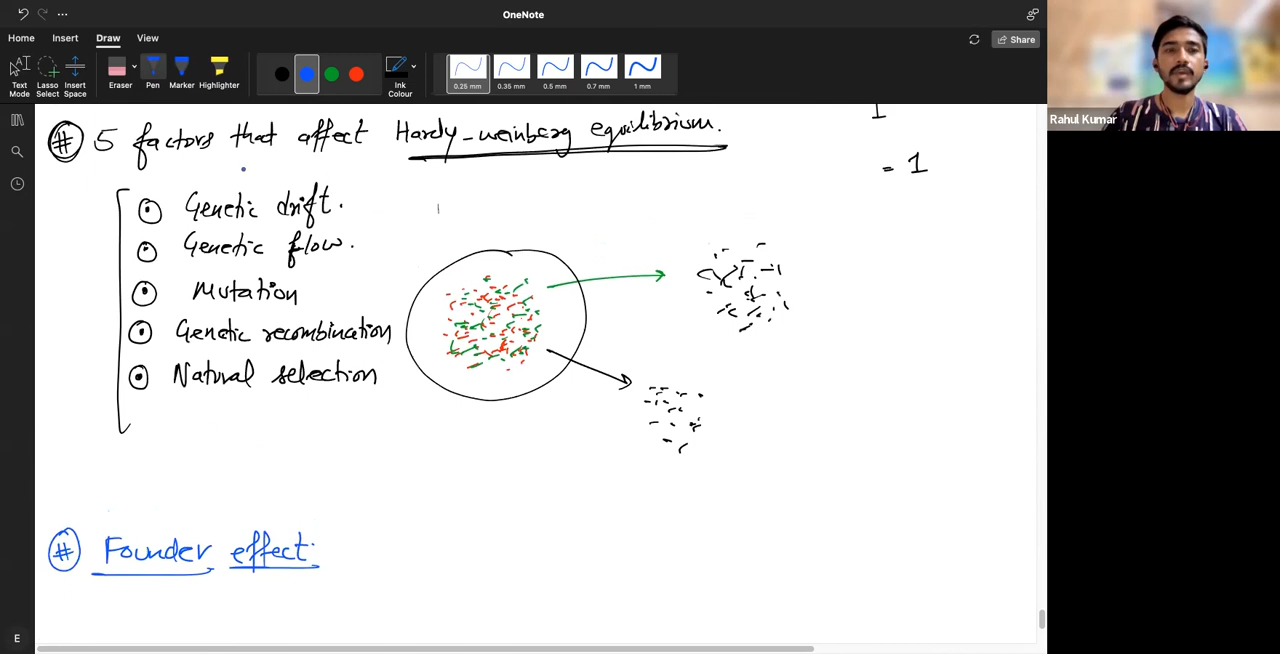 OneNote
Home Insert Draw View
Share
Text Mode
Lasso Select
Insert Space
Eraser
Pen
Marker
Highlighter
Ink Colour
0.25 mm
0.35 mm
0.5 mm
0.7 mm
1 mm
Rahul Kumar
1
# 5 factors that affect Hardy-weinberg equilibrium.
= 1
Genetic drift.
Genetic flow.
Mutation
Genetic recombination
Natural selection
# Founder effect.
E